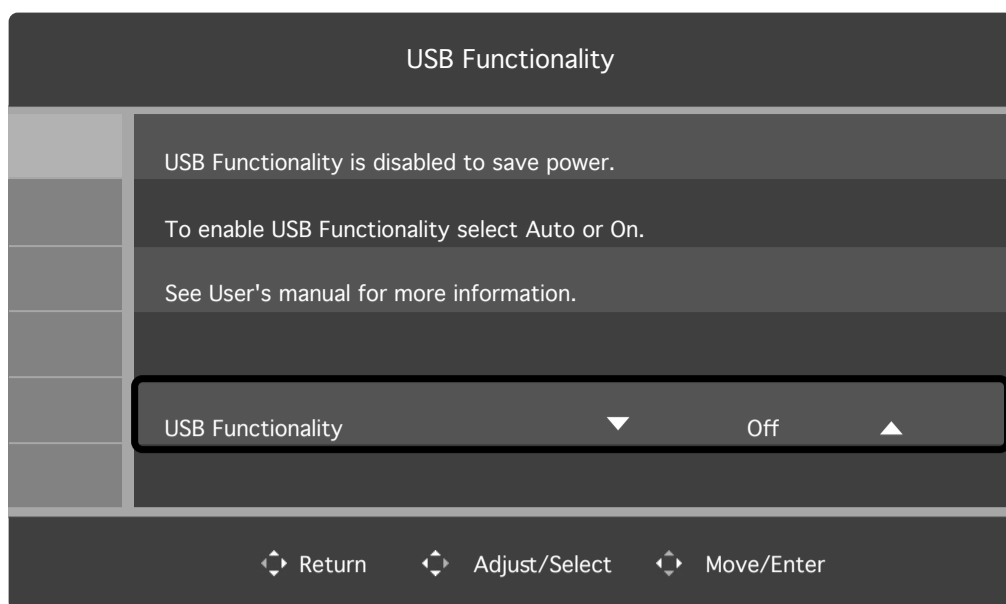 USB Functionality
USB Functionality is disabled to save power.
To enable USB Functionality select Auto or On.
See User's manual for more information.
USB Functionality Off
Return Adjust/Select Move/Enter